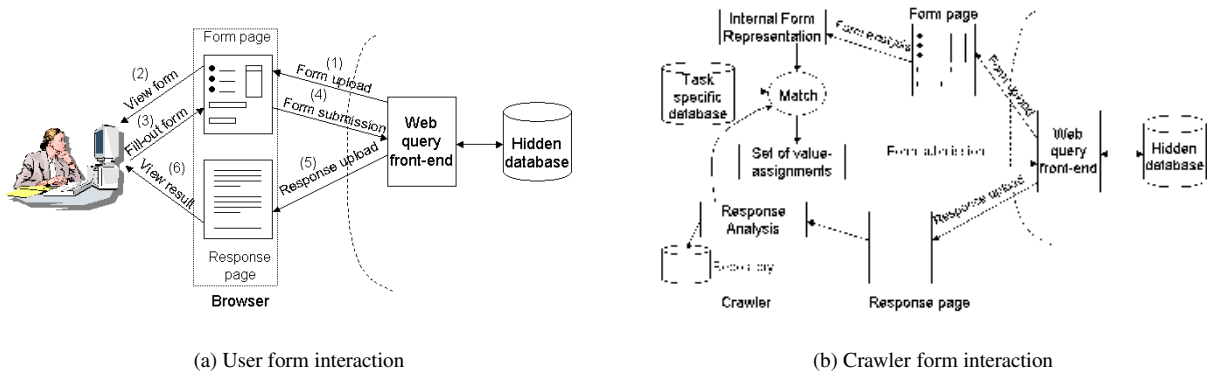 Form page
(2)
View form
(3)
Fill-out form
(6)
View result
(1)
Form upload
(4)
Form submission
(5)
Response upload
Web
query
front-end
Hidden
database
Response
page
Browser
(a) User form interaction
Internal Form
Representation
Form analysis
Form page
Task
specific
database
Match
Form upload
Set of value-
assignments
Form submission
Web
query
front-end
Hidden
database
Response upload
Response
Analysis
Repository
Crawler
Response page
(b) Crawler form interaction